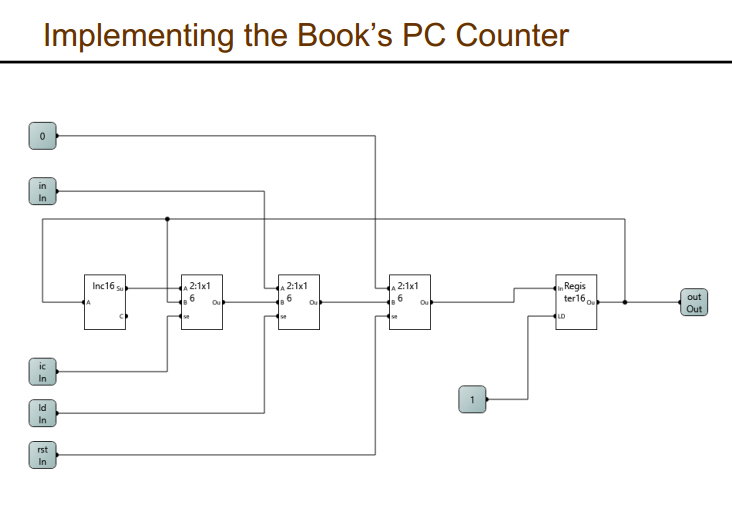 Implementing the Book's PC Counter
0
in
In
Inc16 Su
A
C
A 2:1x1
B 6 Ou
se
A 2:1x1
B 6 Ou
se
A 2:1x1
B 6 Ou
se
In Regis
ter16 Ou
LD
out
Out
ic
In
ld
In
1
rst
In